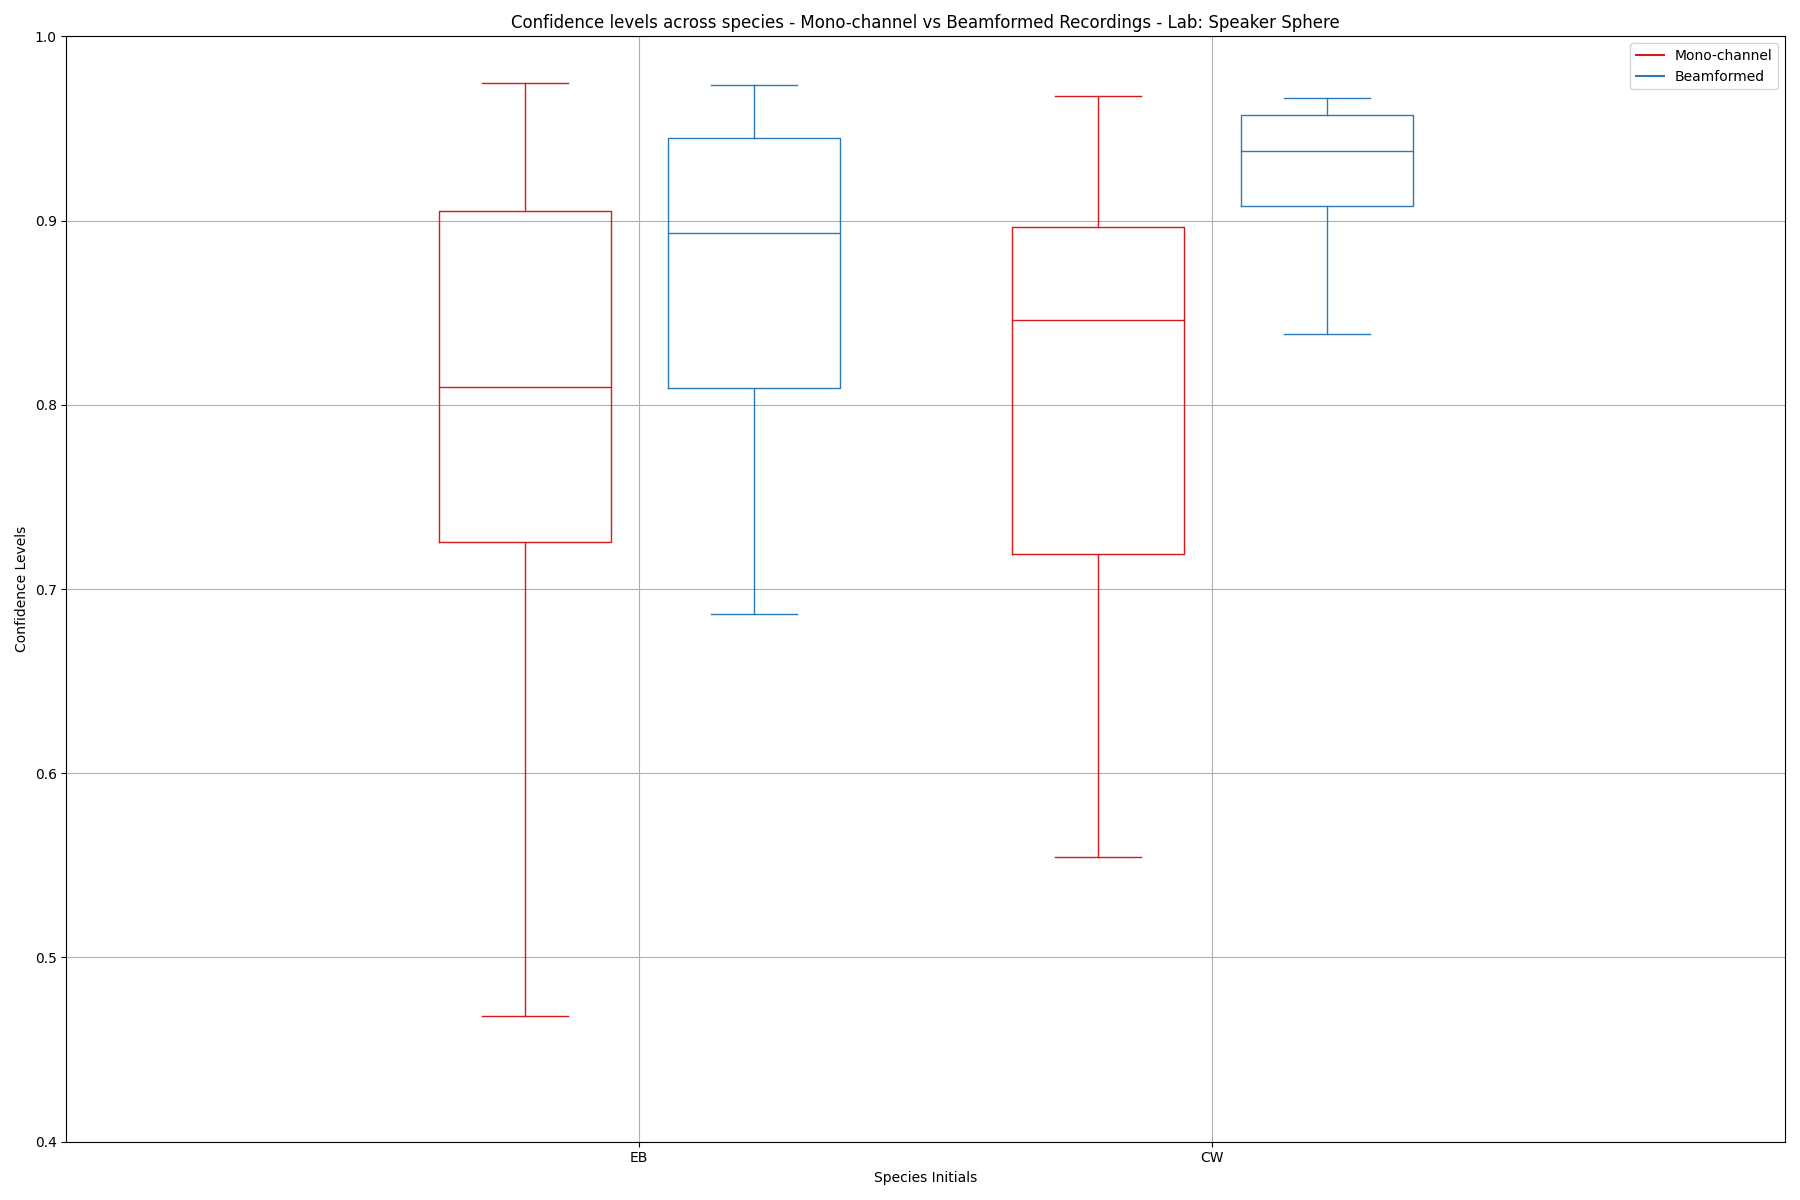 Confidence levels across species - Mono-channel vs Beamformed Recordings - Lab: Speaker Sphere
Mono-channel
Beamformed
Confidence Levels
1.0
0.9
0.8
0.7
0.6
0.5
0.4
EB
CW
Species Initials